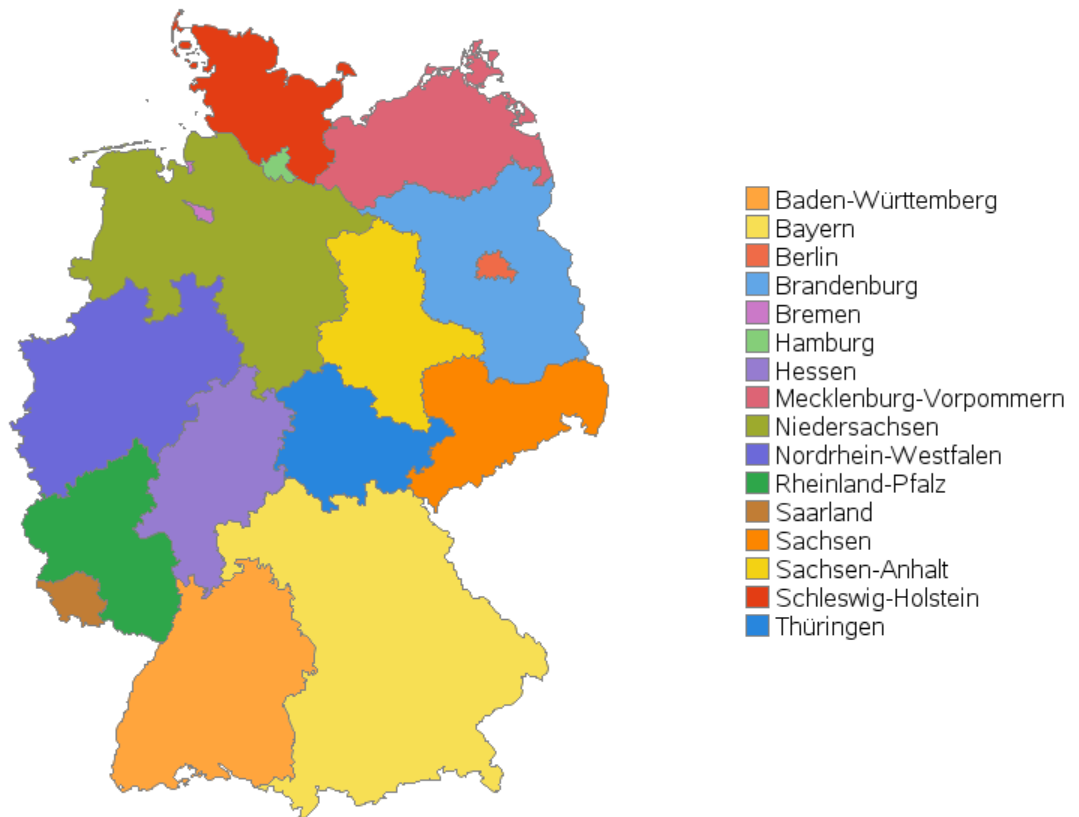 Baden-Württemberg
Bayern
Berlin
Brandenburg
Bremen
Hamburg
Hessen
Mecklenburg-Vorpommern
Niedersachsen
Nordrhein-Westfalen
Rheinland-Pfalz
Saarland
Sachsen
Sachsen-Anhalt
Schleswig-Holstein
Thüringen